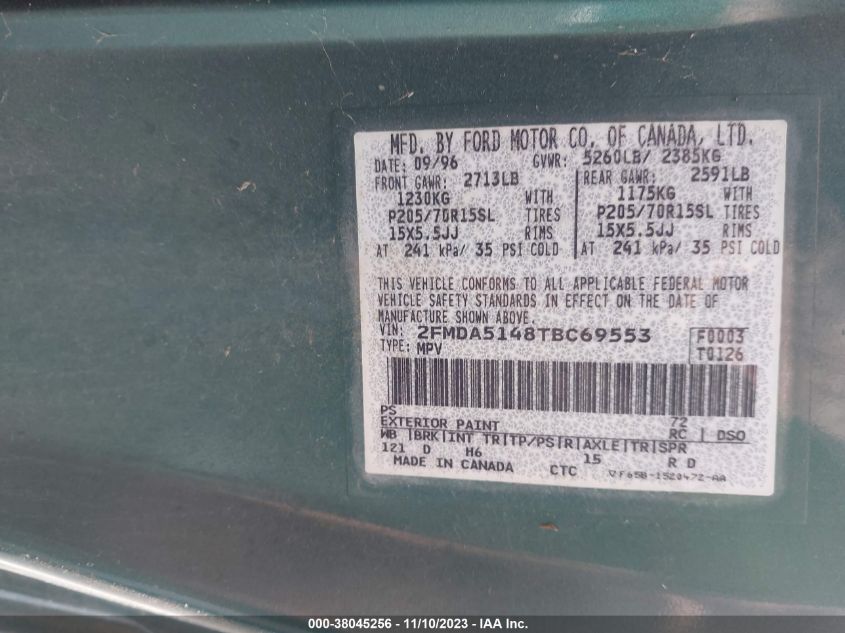 MFD. BY FORD MOTOR CO. OF CANADA, LTD.
DATE: 09/96 GVWR: 5260LB/ 2385KG
FRONT GAWR: 2713LB REAR GAWR: 2591LB
1230KG WITH 1175KG WITH
P205/70R15SL TIRES P205/70R15SL TIRES
15X5.5JJ RIMS 15X5.5JJ RIMS
AT 241 kPa/ 35 PSI COLD AT 241 kPa/ 35 PSI COLD
THIS VEHICLE CONFORMS TO ALL APPLICABLE FEDERAL MOTOR
VEHICLE SAFETY STANDARDS IN EFFECT ON THE DATE OF
MANUFACTURE SHOWN ABOVE.
VIN: 2FMDA5148TBC69553 F0003
TYPE: MPV T0126
PS 72
EXTERIOR PAINT RC DSO
WB BRK INT TR TP/PS R AXLE TR SPR
121 D H6 15 R D
MADE IN CANADA CTC VF65B-1520472-AA
000-38045256 - 11/10/2023 - IAA Inc.